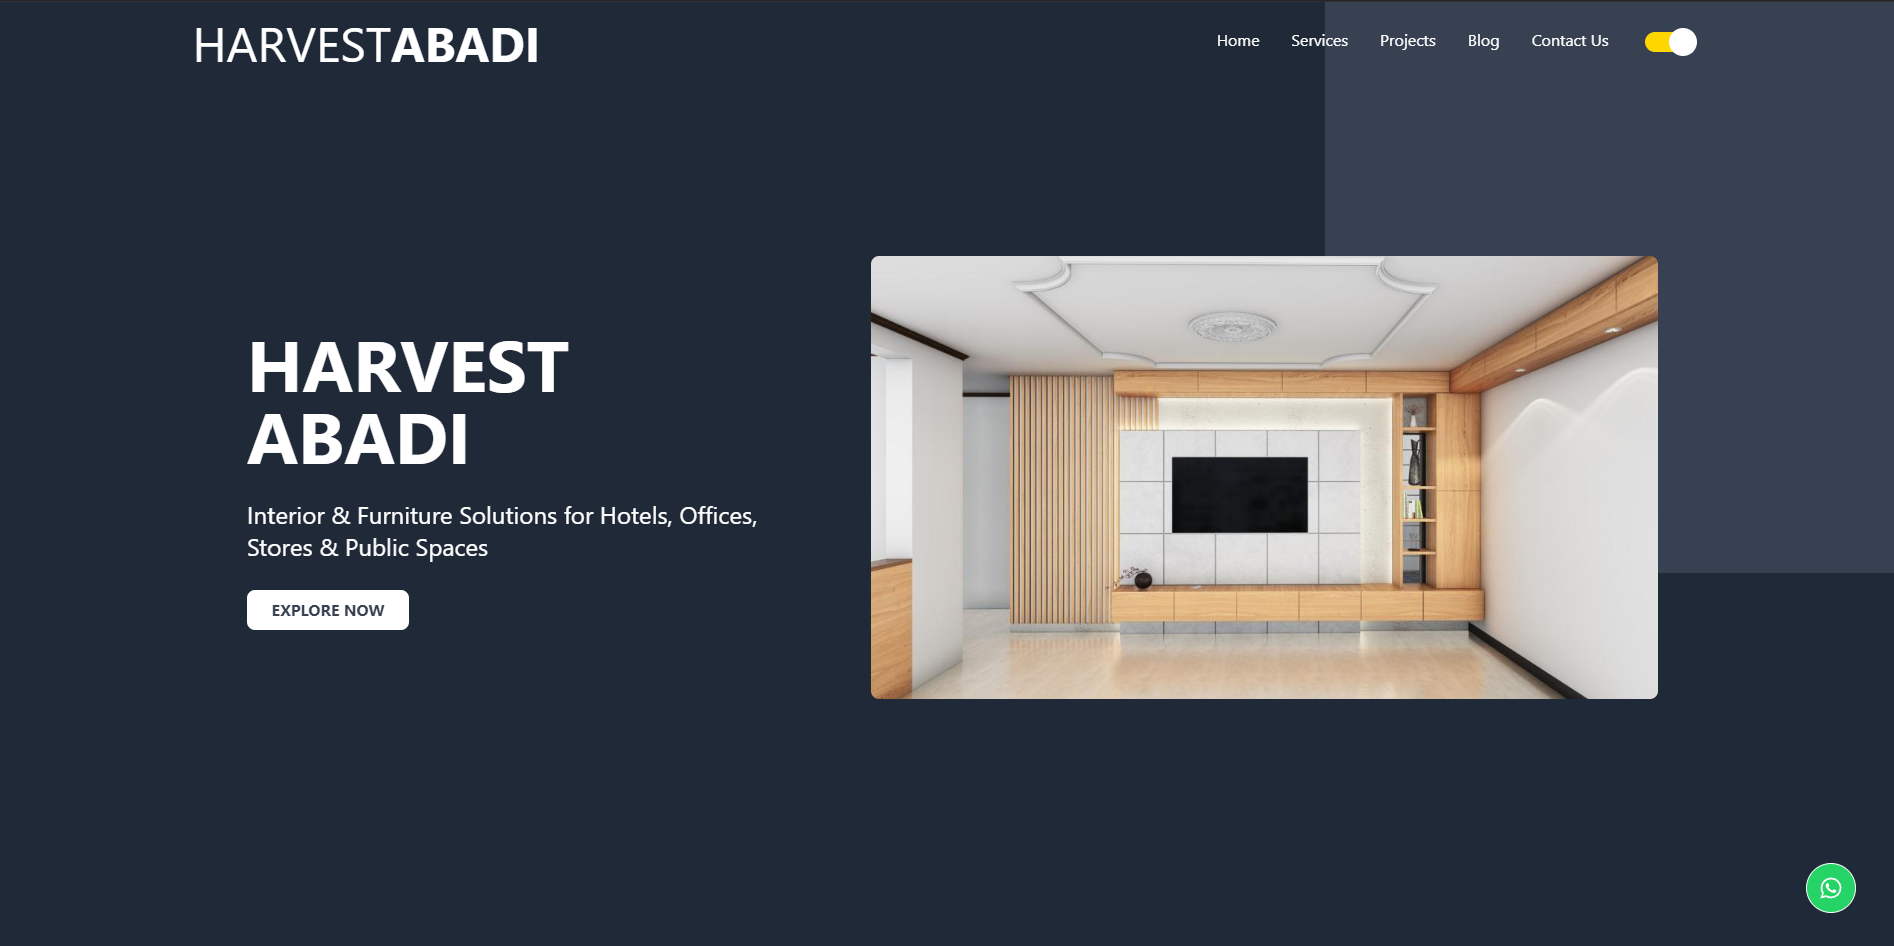 HARVESTABADI
Home
Services
Projects
Blog
Contact Us
HARVEST
ABADI
Interior & Furniture Solutions for Hotels, Offices,
Stores & Public Spaces
EXPLORE NOW